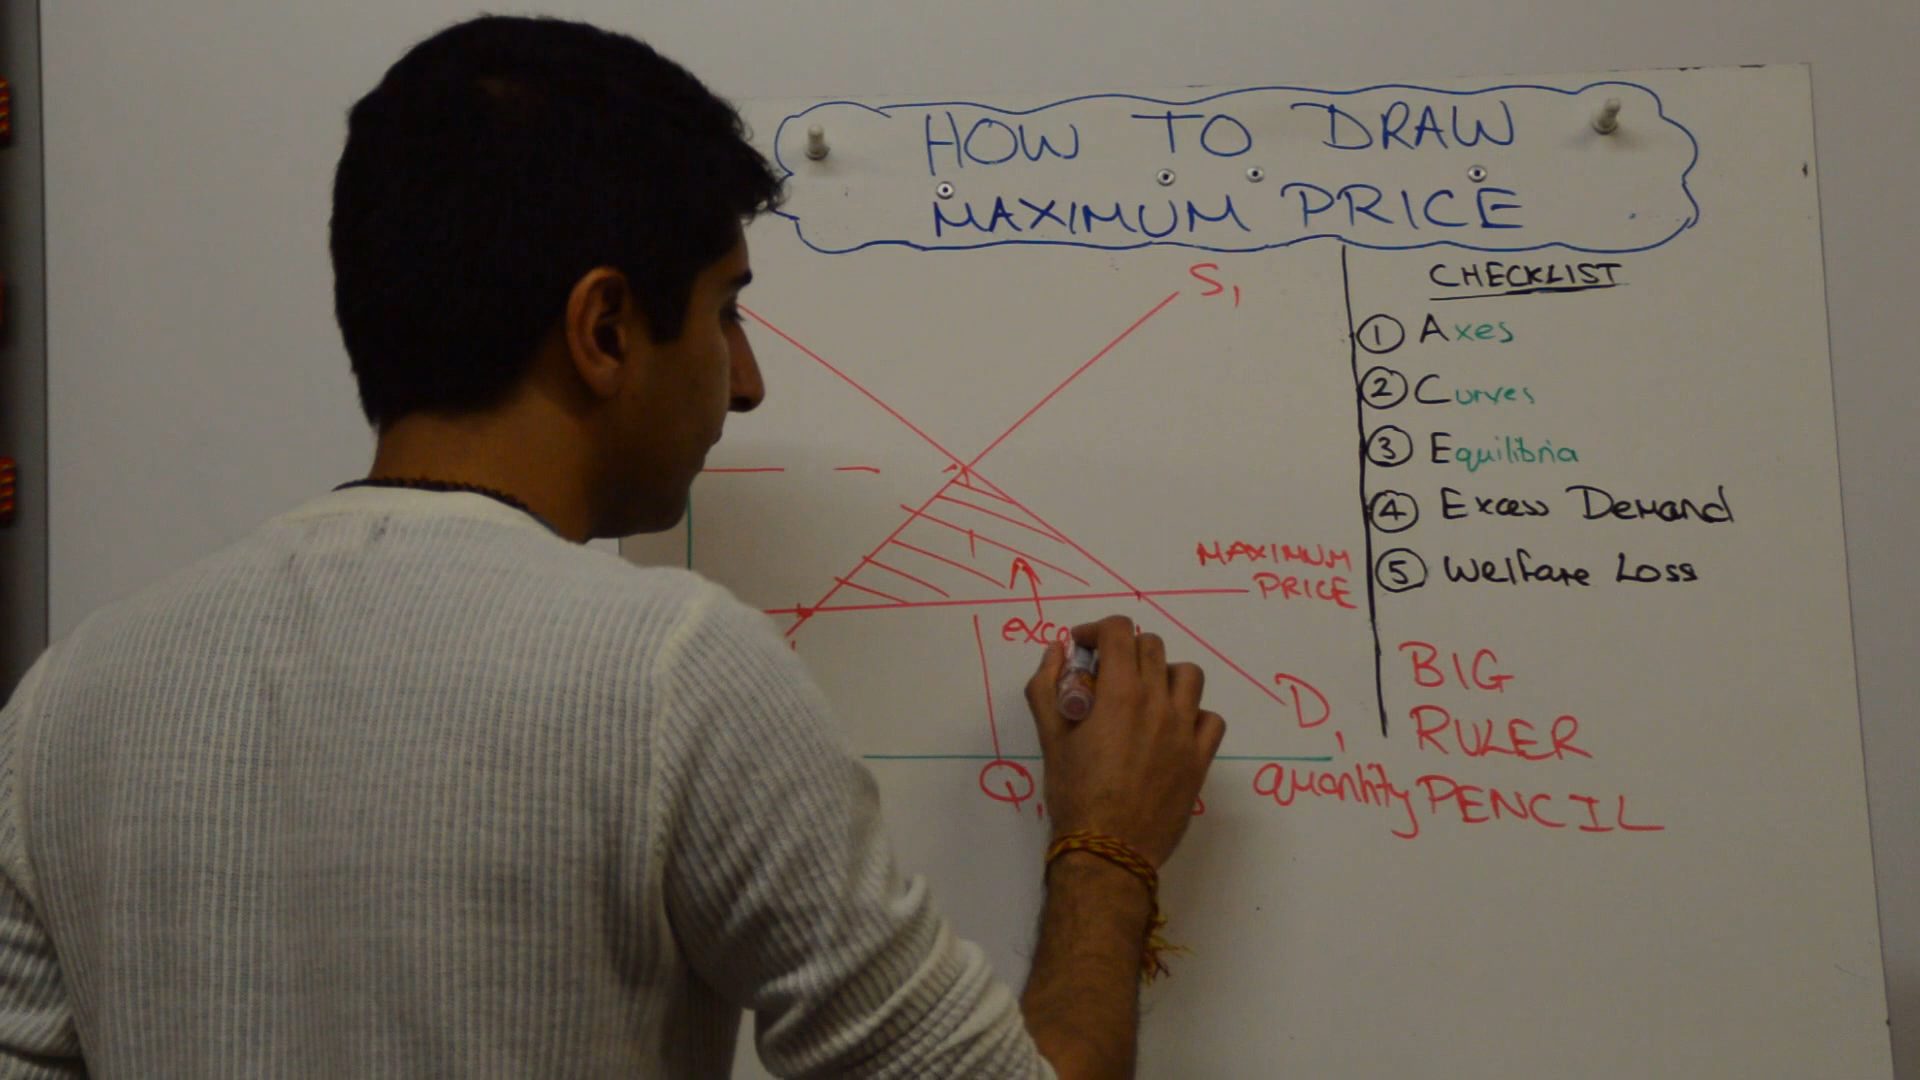 HOW TO DRAW
MAXIMUM PRICE
S1
CHECKLIST
① Axes
② Curves
③ Equilibria
④ Excess Demand
⑤ Welfare Loss
MAXIMUM
PRICE
D1
Q1
quantity
BIG
RULER
PENCIL